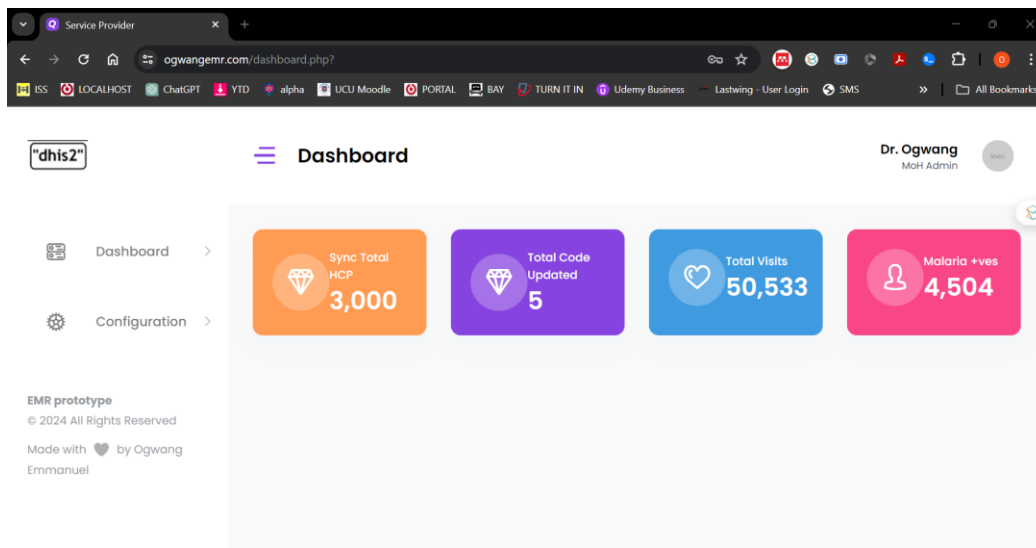 Service Provider
ogwangemr.com/dashboard.php?
ISS LOCALHOST ChatGPT YTD alpha UCU Moodle PORTAL BAY TURN IT IN Udemy Business Lastwing - User Login SMS » All Bookmarks
"dhis2"
Dashboard
Dr. Ogwang
MoH Admin
Dashboard
Configuration
Sync Total
HCP
3,000
Total Code
Updated
5
Total Visits
50,533
Malaria +ves
4,504
EMR prototype
© 2024 All Rights Reserved
Made with by Ogwang
Emmanuel